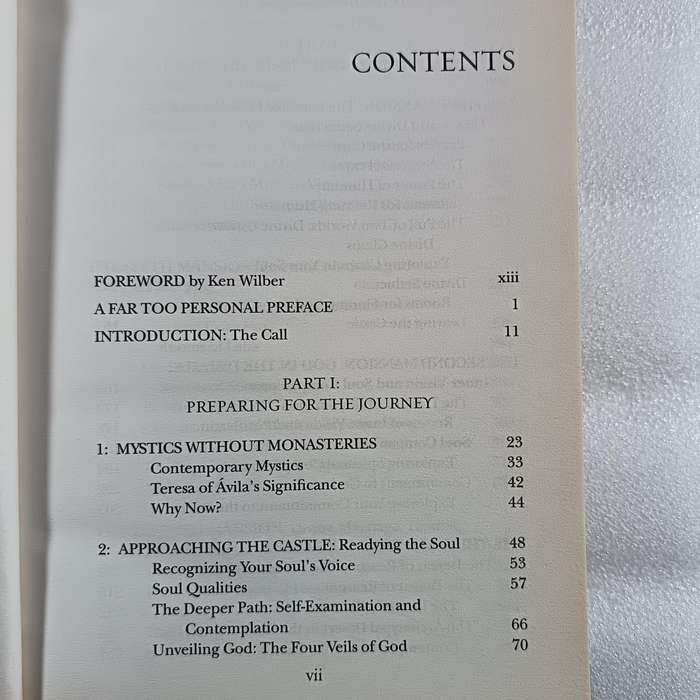 CONTENTS
FOREWORD by Ken Wilber xiii
A FAR TOO PERSONAL PREFACE 1
INTRODUCTION: The Call 11
PART I:
PREPARING FOR THE JOURNEY
1: MYSTICS WITHOUT MONASTERIES 23
Contemporary Mystics 33
Teresa of Ávila's Significance 42
Why Now? 44
2: APPROACHING THE CASTLE: Readying the Soul 48
Recognizing Your Soul's Voice 53
Soul Qualities 57
The Deeper Path: Self-Examination and
Contemplation 66
Unveiling God: The Four Veils of God 70
vii